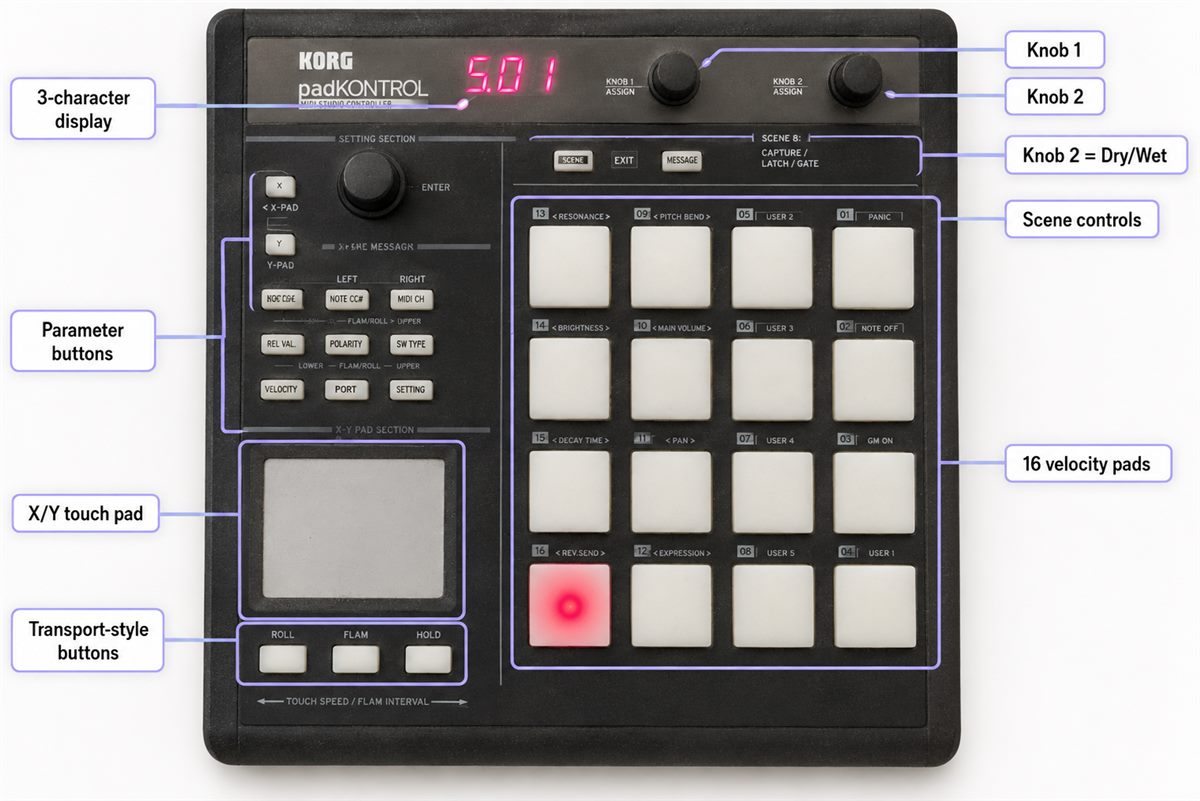 KORG
padKONTROL
MIDI STUDIO CONTROLLER
5.01
KNOB 1
ASSIGN
KNOB 2
ASSIGN
Knob 1
Knob 2
3-character
display
SETTING SECTION
SCENE
EXIT
MESSAGE
SCENE 8:
CAPTURE /
LATCH / GATE
Knob 2 = Dry/Wet
X
< X-PAD
ENTER
Y
Y-PAD
LEFT
RIGHT
NOTE CC#
MIDI CH
FLAM/ROLL > UPPER
REL VAL.
POLARITY
SW TYPE
LOWER — FLAM/ROLL — UPPER
VELOCITY
PORT
SETTING
X-Y PAD SECTION
Parameter
buttons
X/Y touch pad
Transport-style
buttons
ROLL
FLAM
HOLD
TOUCH SPEED / FLAM INTERVAL
13 < RESONANCE >
09 < PITCH BEND >
05 USER 2
01 PANIC
14 < BRIGHTNESS >
10 < MAIN VOLUME >
06 USER 3
02 NOTE OFF
15 < DECAY TIME >
11 < PAN >
07 USER 4
03 GM ON
16 < REV.SEND >
12 < EXPRESSION >
08 USER 5
04 USER 1
Scene controls
16 velocity pads